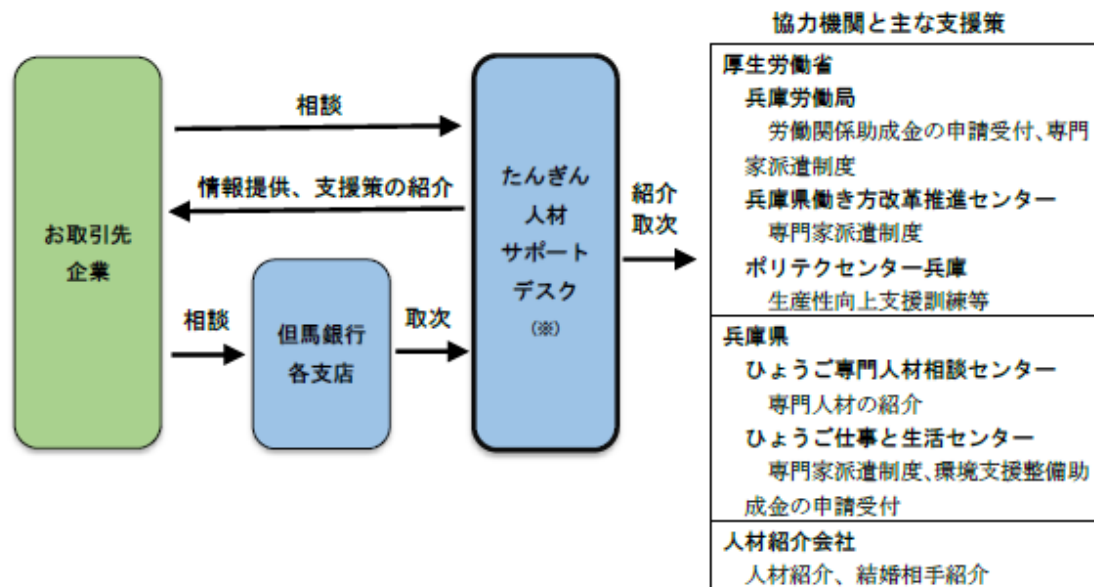 協力機関と主な支援策
お取引先
企業
相談
情報提供、支援策の紹介
相談
但馬銀行
各支店
取次
たんぎん
人材
サポート
デスク
(※)
紹介
取次
厚生労働省
兵庫労働局
労働関係助成金の申請受付、専門
家派遣制度
兵庫県働き方改革推進センター
専門家派遣制度
ポリテクセンター兵庫
生産性向上支援訓練等
兵庫県
ひょうご専門人材相談センター
専門人材の紹介
ひょうご仕事と生活センター
専門家派遣制度、環境支援整備助
成金の申請受付
人材紹介会社
人材紹介、結婚相手紹介